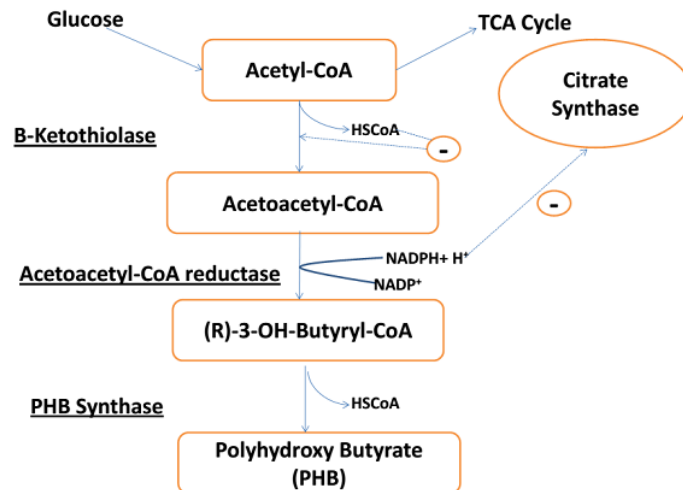 Glucose
TCA Cycle
Acetyl-CoA
Citrate
Synthase
HSCoA
B-Ketothiolase
-
Acetoacetyl-CoA
-
NADPH+ H⁺
Acetoacetyl-CoA reductase
NADP⁺
(R)-3-OH-Butyryl-CoA
HSCoA
PHB Synthase
Polyhydroxy Butyrate
(PHB)